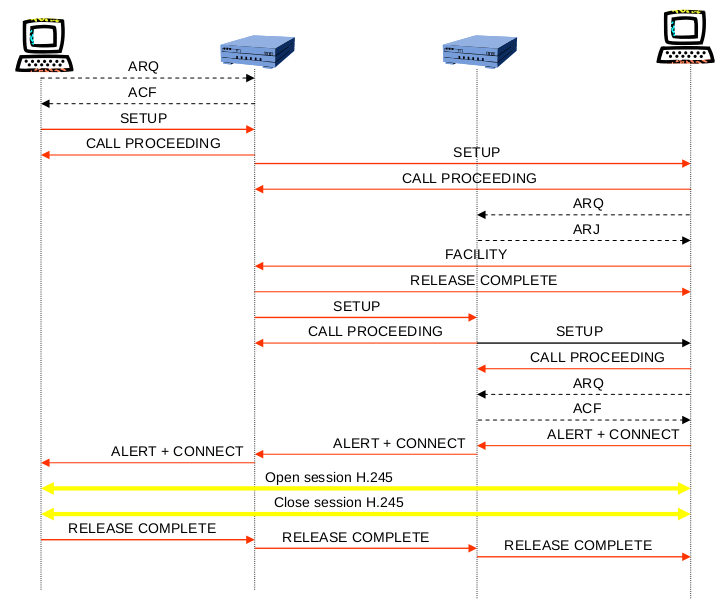 ARQ
ACF
SETUP
CALL PROCEEDING
SETUP
CALL PROCEEDING
ARQ
ARJ
FACILITY
RELEASE COMPLETE
SETUP
CALL PROCEEDING
SETUP
CALL PROCEEDING
ARQ
ACF
ALERT + CONNECT
ALERT + CONNECT
ALERT + CONNECT
Open session H.245
Close session H.245
RELEASE COMPLETE
RELEASE COMPLETE
RELEASE COMPLETE